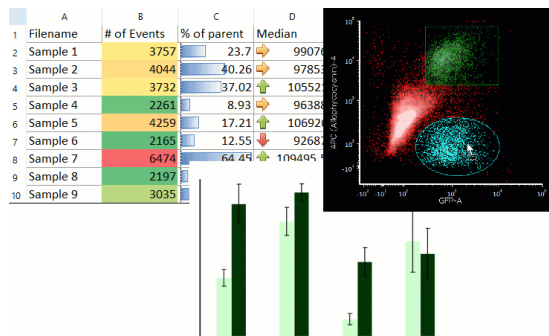 A B C D
1 Filename # of Events % of parent Median
2 Sample 1 3757 23.7 99076
3 Sample 2 4044 40.26 97853
4 Sample 3 3732 37.02 10552
5 Sample 4 2261 8.93 96388
6 Sample 5 4259 17.21 106920
7 Sample 6 2165 12.55 92687
8 Sample 7 6474 64.45 109495.5
9 Sample 8 2197
10 Sample 9 3035
APC (Allophycocyanin)-A
GFP-A